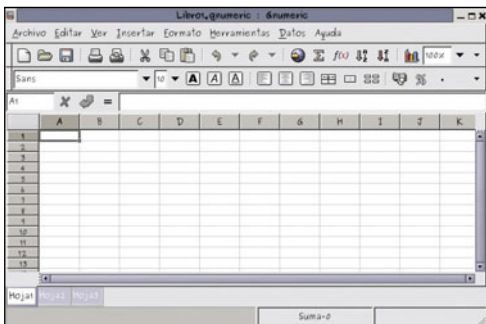 Libro1.gnumeric : Gnumeric
Archivo Editar Ver Insertar Formato Herramientas Datos Ayuda
f(x) 100%
Sans 10 A A A %
A1 =
A B C D E F G H I J K
1
2
3
4
5
6
7
8
9
10
11
12
13
Hoja1 Hoja2 Hoja3
Suma=0